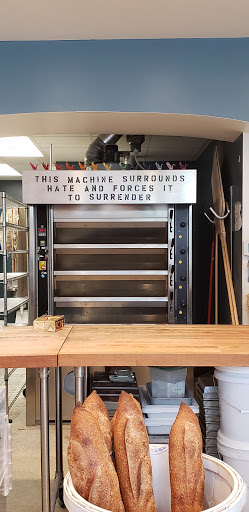 THIS MACHINE SURROUNDS
HATE AND FORCES IT
TO SURRENDER